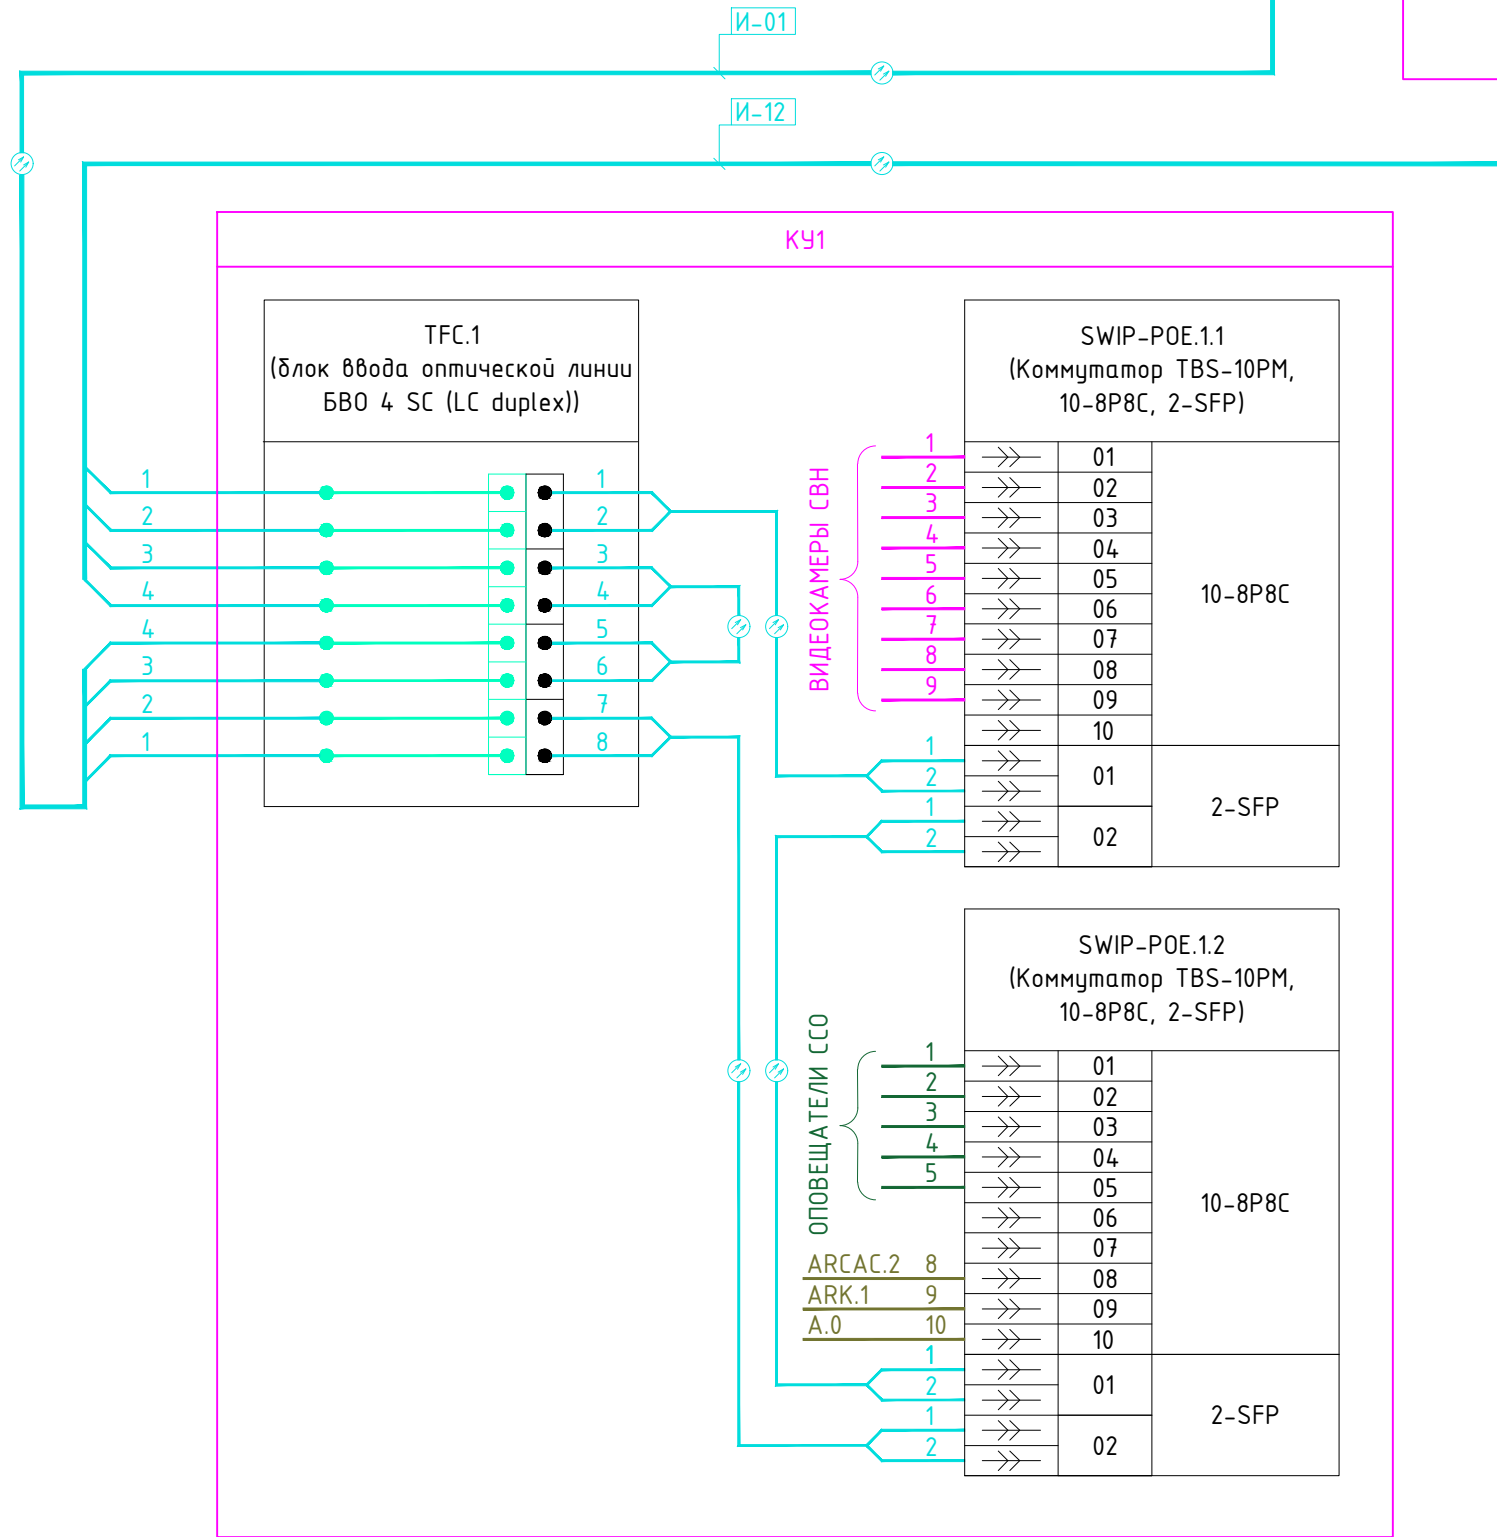 И-01
И-12
КУ1
TFC.1
(блок ввода оптической линии
БВО 4 SC (LC duplex))
1
2
3
4
4
3
2
1
1
2
3
4
5
6
7
8
SWIP-POE.1.1
(Коммутатор TBS-10PM,
10-8P8C, 2-SFP)
ВИДЕОКАМЕРЫ СВН
1
2
3
4
5
6
7
8
9
01
02
03
04
05
06
07
08
09
10
10-8P8C
1
2
1
2
01
02
2-SFP
SWIP-POE.1.2
(Коммутатор TBS-10PM,
10-8P8C, 2-SFP)
ОПОВЕЩАТЕЛИ ССО
1
2
3
4
5
ARCAC.2 8
ARK.1 9
A.0 10
01
02
03
04
05
06
07
08
09
10
10-8P8C
1
2
1
2
01
02
2-SFP